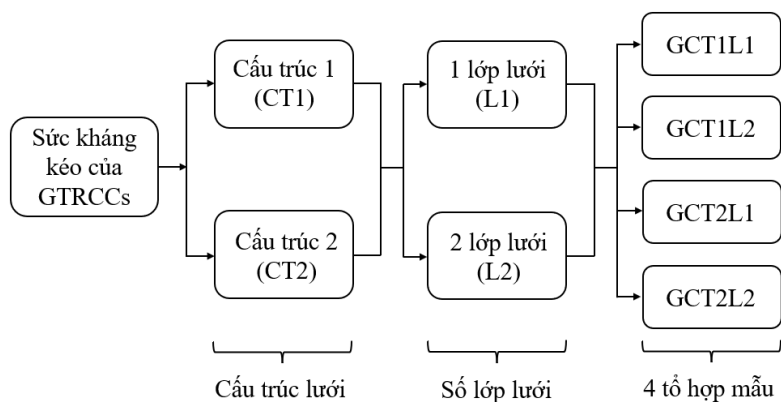 Sức kháng
kéo của
GTRCCs
Cấu trúc 1
(CT1)
Cấu trúc 2
(CT2)
1 lớp lưới
(L1)
2 lớp lưới
(L2)
GCT1L1
GCT1L2
GCT2L1
GCT2L2
Cấu trúc lưới
Số lớp lưới
4 tổ hợp mẫu